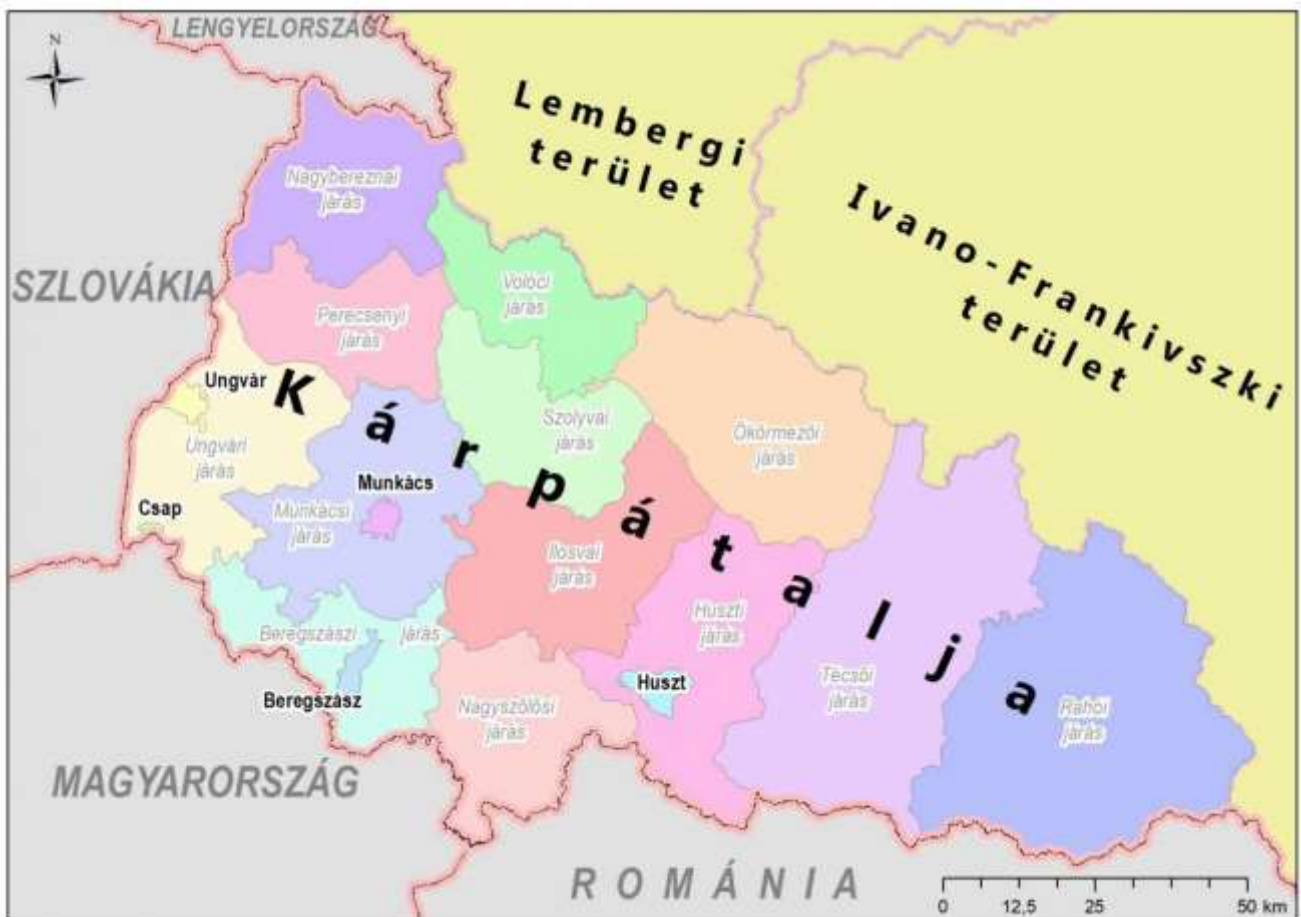 LENGYELORSZÁG
N
Lembergi
terület
Ivano-Frankivszki
terület
Nagybereznai
járás
SZLOVÁKIA
Volóci
járás
Perecsenyi
járás
Ungvár
Kárpátalja
Szolyvai
járás
Ökörmezői
járás
Ungvári
járás
Munkács
Csap
Munkácsi
járás
Ilosvai
járás
Huszti
járás
Beregszászi járás
Técsői
járás
Huszt
Beregszász
Nagyszőlősi
járás
Rahói
járás
MAGYARORSZÁG
ROMÁNIA
0 12,5 25 50 km